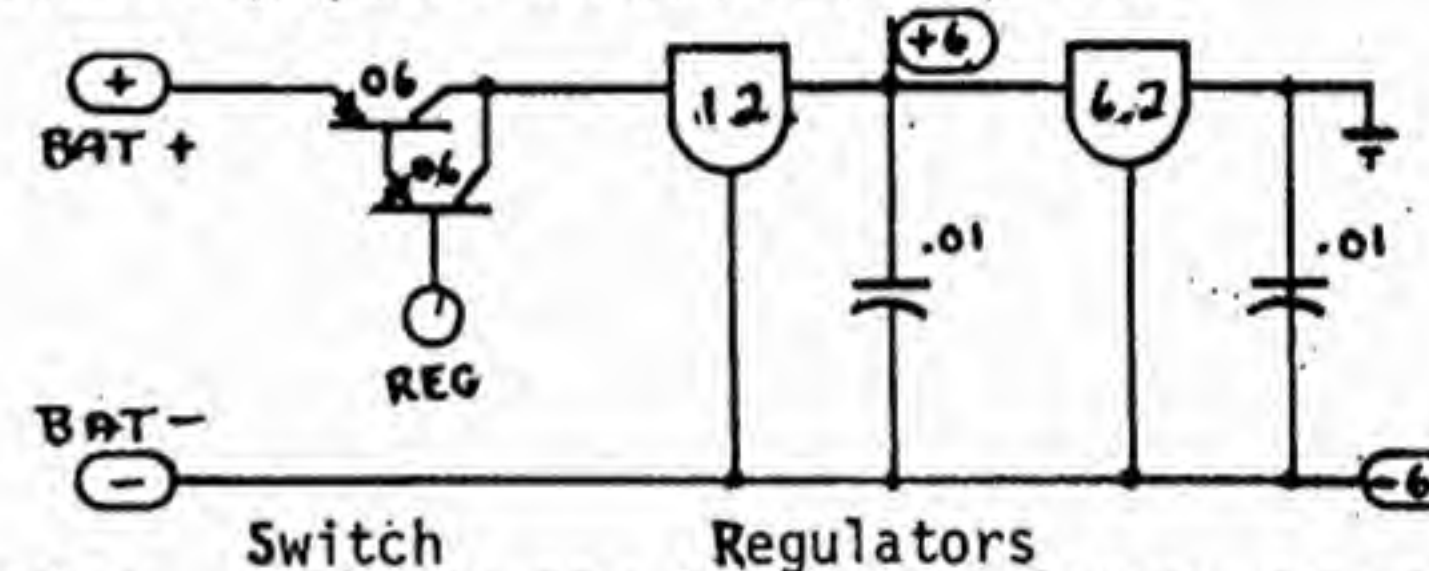 +6
+
06
.12
6.2
BAT +
06
.01
.01
REG
BAT -
-
-6
Switch
Regulators